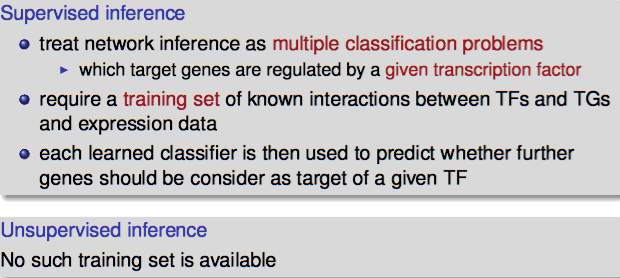 Supervised inference
treat network inference as multiple classification problems
which target genes are regulated by a given transcription factor
require a training set of known interactions between TFs and TGs
and expression data
each learned classifier is then used to predict whether further
genes should be consider as target of a given TF
Unsupervised inference
No such training set is available